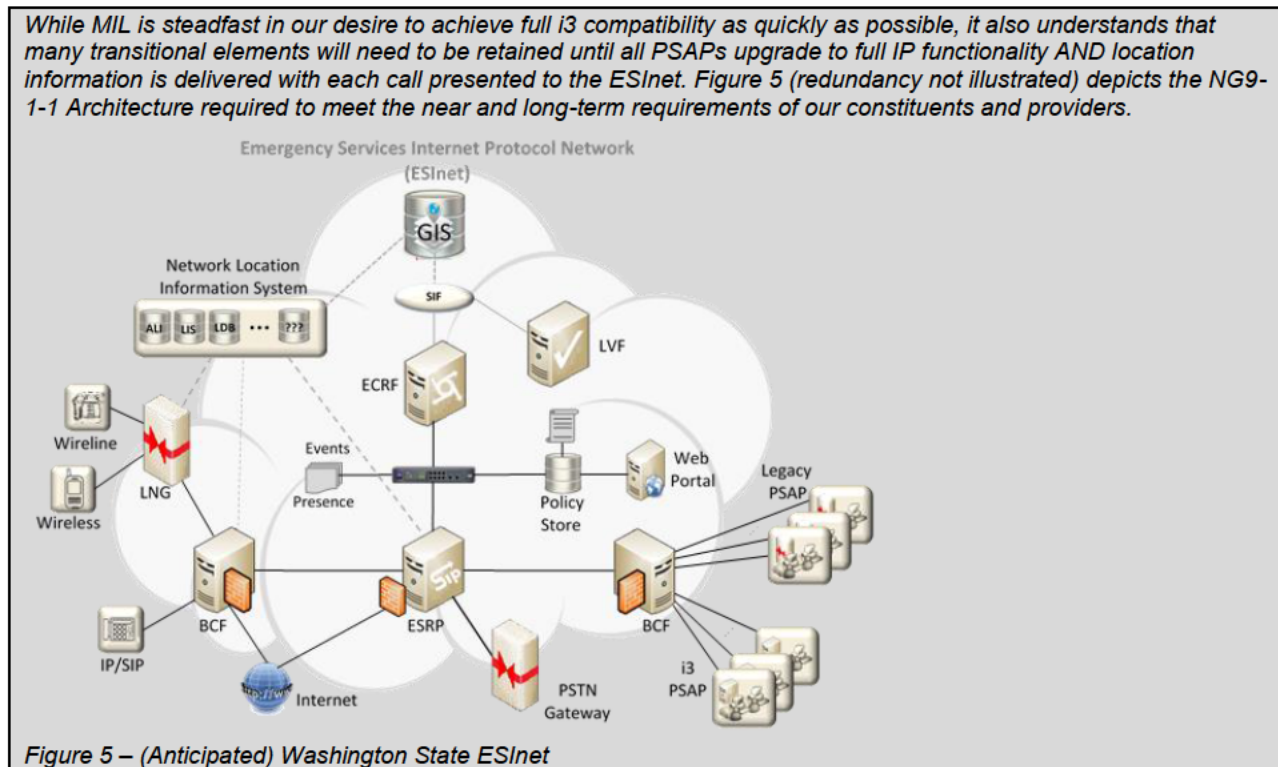 While MIL is steadfast in our desire to achieve full i3 compatibility as quickly as possible, it also understands that
many transitional elements will need to be retained until all PSAPs upgrade to full IP functionality AND location
information is delivered with each call presented to the ESInet. Figure 5 (redundancy not illustrated) depicts the NG9-
1-1 Architecture required to meet the near and long-term requirements of our constituents and providers.
Emergency Services Internet Protocol Network
(ESInet)
GIS
Network Location
Information System
SIF
ALI LIS LDB ••• ???
LVF
ECRF
Wireline
LNG
Wireless
Events
Presence
Policy
Store
Web
Portal
Legacy
PSAP
Sip
BCF
ESRP
BCF
IP/SIP
Internet
PSTN
Gateway
i3
PSAP
Figure 5 – (Anticipated) Washington State ESInet